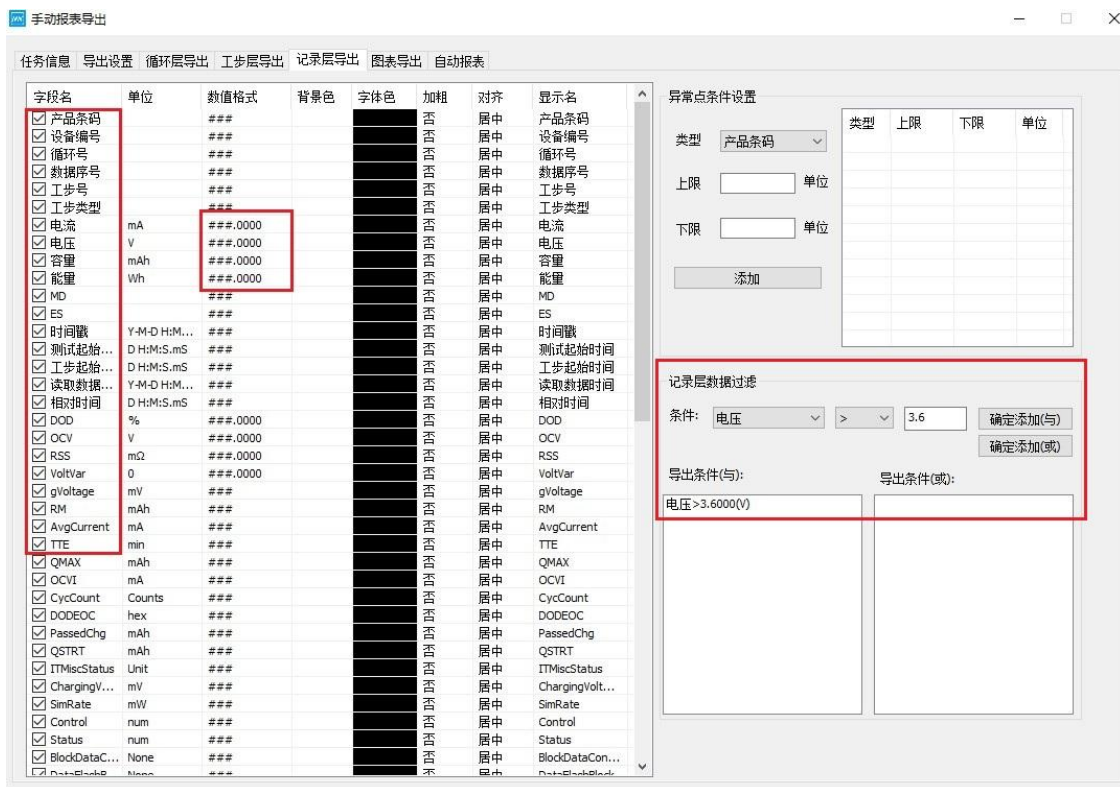 手动报表导出
任务信息 导出设置 循环层导出 工步层导出 记录层导出 图表导出 自动报表
字段名 单位 数值格式 背景色 字体色 加粗 对齐 显示名
产品条码 ### 否 居中 产品条码
设备编号 ### 否 居中 设备编号
循环号 ### 否 居中 循环号
数据序号 ### 否 居中 数据序号
工步号 ### 否 居中 工步号
工步类型 ### 否 居中 工步类型
电流 mA ###.0000 否 居中 电流
电压 V ###.0000 否 居中 电压
容量 mAh ###.0000 否 居中 容量
能量 Wh ###.0000 否 居中 能量
MD ### 否 居中 MD
ES ### 否 居中 ES
时间戳 Y-M-D H:M... ### 否 居中 时间戳
测试起始... D H:M:S.mS ### 否 居中 测试起始时间
工步起始... D H:M:S.mS ### 否 居中 工步起始时间
读取数据... Y-M-D H:M... ### 否 居中 读取数据时间
相对时间 D H:M:S.mS ### 否 居中 相对时间
DOD % ###.0000 否 居中 DOD
OCV V ###.0000 否 居中 OCV
RSS mΩ ###.0000 否 居中 RSS
VoltVar 0 ###.0000 否 居中 VoltVar
gVoltage mV ### 否 居中 gVoltage
RM mAh ### 否 居中 RM
AvgCurrent mA ### 否 居中 AvgCurrent
TTE min ### 否 居中 TTE
QMAX mAh ### 否 居中 QMAX
OCVI mA ### 否 居中 OCVI
CycCount Counts ### 否 居中 CycCount
DODEOC hex ### 否 居中 DODEOC
PassedChg mAh ### 否 居中 PassedChg
QSTRT mAh ### 否 居中 QSTRT
ITMiscStatus Unit ### 否 居中 ITMiscStatus
ChargingV... mV ### 否 居中 ChargingVolt...
SimRate mW ### 否 居中 SimRate
Control num ### 否 居中 Control
Status num ### 否 居中 Status
BlockDataC... None ### 否 居中 BlockDataCon...
异常点条件设置
类型 产品条码
上限 单位
下限 单位
添加
类型 上限 下限 单位
记录层数据过滤
条件: 电压 > 3.6 确定添加(与)
确定添加(或)
导出条件(与): 导出条件(或):
电压>3.6000(V)